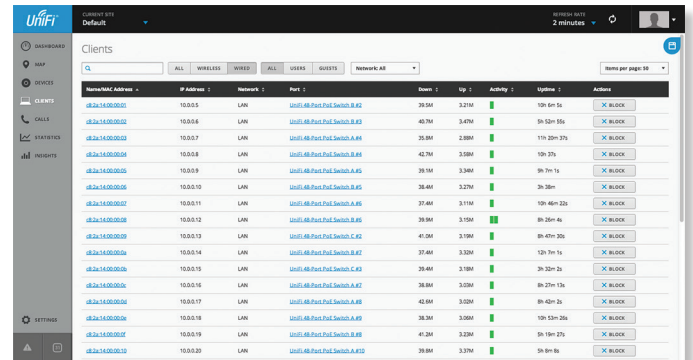 UniFi
CURRENT SITE
Default
REFRESH RATE
2 minutes
DASHBOARD
MAP
DEVICES
CLIENTS
CALLS
STATISTICS
INSIGHTS
SETTINGS
Clients
ALL WIRELESS WIRED ALL USERS GUESTS Network: All Items per page: 50
Name/MAC Address IP Address Network Port Down Up Activity Uptime Actions
c8:2a:14:00:00:01 10.0.0.5 LAN UniFi 48-Port PoE Switch B #2 39.5M 3.21M 10h 6m 5s BLOCK
c8:2a:14:00:00:02 10.0.0.6 LAN UniFi 48-Port PoE Switch B #3 40.7M 3.47M 5h 52m 55s BLOCK
c8:2a:14:00:00:03 10.0.0.7 LAN UniFi 48-Port PoE Switch A #4 35.8M 2.88M 11h 20m 37s BLOCK
c8:2a:14:00:00:04 10.0.0.8 LAN UniFi 48-Port PoE Switch B #4 42.7M 3.58M 10h 37s BLOCK
c8:2a:14:00:00:05 10.0.0.9 LAN UniFi 48-Port PoE Switch A #5 39.1M 3.34M 9h 7m 1s BLOCK
c8:2a:14:00:00:06 10.0.0.10 LAN UniFi 48-Port PoE Switch B #5 38.4M 3.27M 3h 38m BLOCK
c8:2a:14:00:00:07 10.0.0.11 LAN UniFi 48-Port PoE Switch A #6 37.4M 3.11M 10h 46m 22s BLOCK
c8:2a:14:00:00:08 10.0.0.12 LAN UniFi 48-Port PoE Switch B #6 39.9M 3.15M 8h 26m 4s BLOCK
c8:2a:14:00:00:09 10.0.0.13 LAN UniFi 48-Port PoE Switch C #2 41.0M 3.19M 8h 47m 30s BLOCK
c8:2a:14:00:00:0a 10.0.0.14 LAN UniFi 48-Port PoE Switch B #7 37.4M 3.32M 12h 7m 1s BLOCK
c8:2a:14:00:00:0b 10.0.0.15 LAN UniFi 48-Port PoE Switch C #3 39.4M 3.18M 3h 32m 2s BLOCK
c8:2a:14:00:00:0c 10.0.0.16 LAN UniFi 48-Port PoE Switch A #7 38.8M 3.03M 8h 27m 13s BLOCK
c8:2a:14:00:00:0d 10.0.0.17 LAN UniFi 48-Port PoE Switch A #8 42.6M 3.02M 8h 42m 2s BLOCK
c8:2a:14:00:00:0e 10.0.0.18 LAN UniFi 48-Port PoE Switch A #9 38.3M 3.06M 10h 53m 26s BLOCK
c8:2a:14:00:00:0f 10.0.0.19 LAN UniFi 48-Port PoE Switch B #8 41.2M 3.23M 5h 19m 27s BLOCK
c8:2a:14:00:00:10 10.0.0.20 LAN UniFi 48-Port PoE Switch A #10 39.8M 3.37M 5h 8m 8s BLOCK